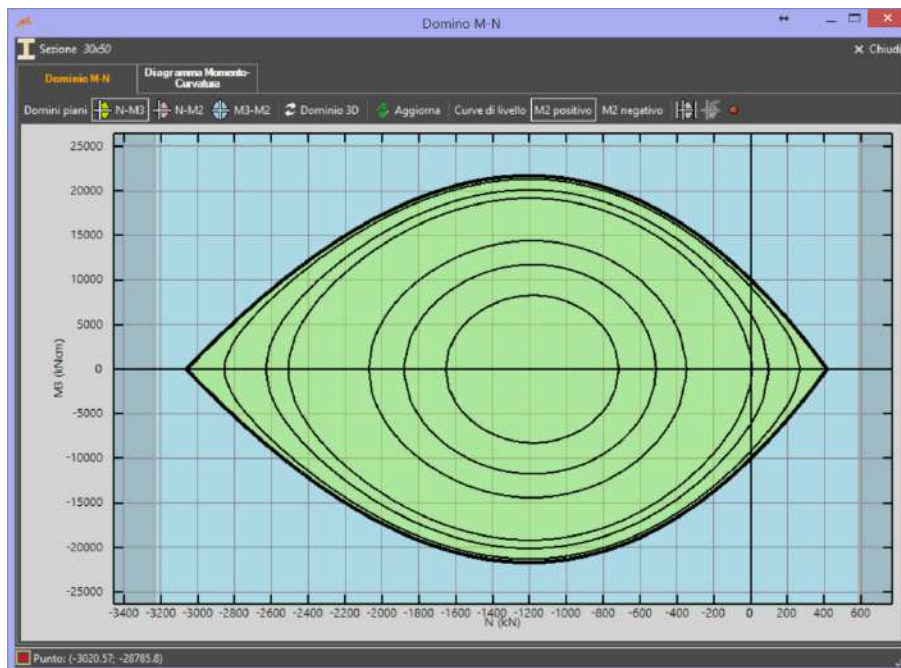 Domino M-N
Sezione 30x50
Chiudi
Dominio M-N
Diagramma Momento-
Curvatura
Domini piani N-M3 N-M2 M3-M2 Dominio 3D Aggiorna Curve di livello M2 positivo M2 negativo
25000
20000
15000
10000
5000
0
-5000
-10000
-15000
-20000
-25000
M3 (kNcm)
-3400 -3200 -3000 -2800 -2600 -2400 -2200 -2000 -1800 -1600 -1400 -1200 -1000 -800 -600 -400 -200 0 200 400 600
N (kN)
Punto: (-3020.57; -28785.8)